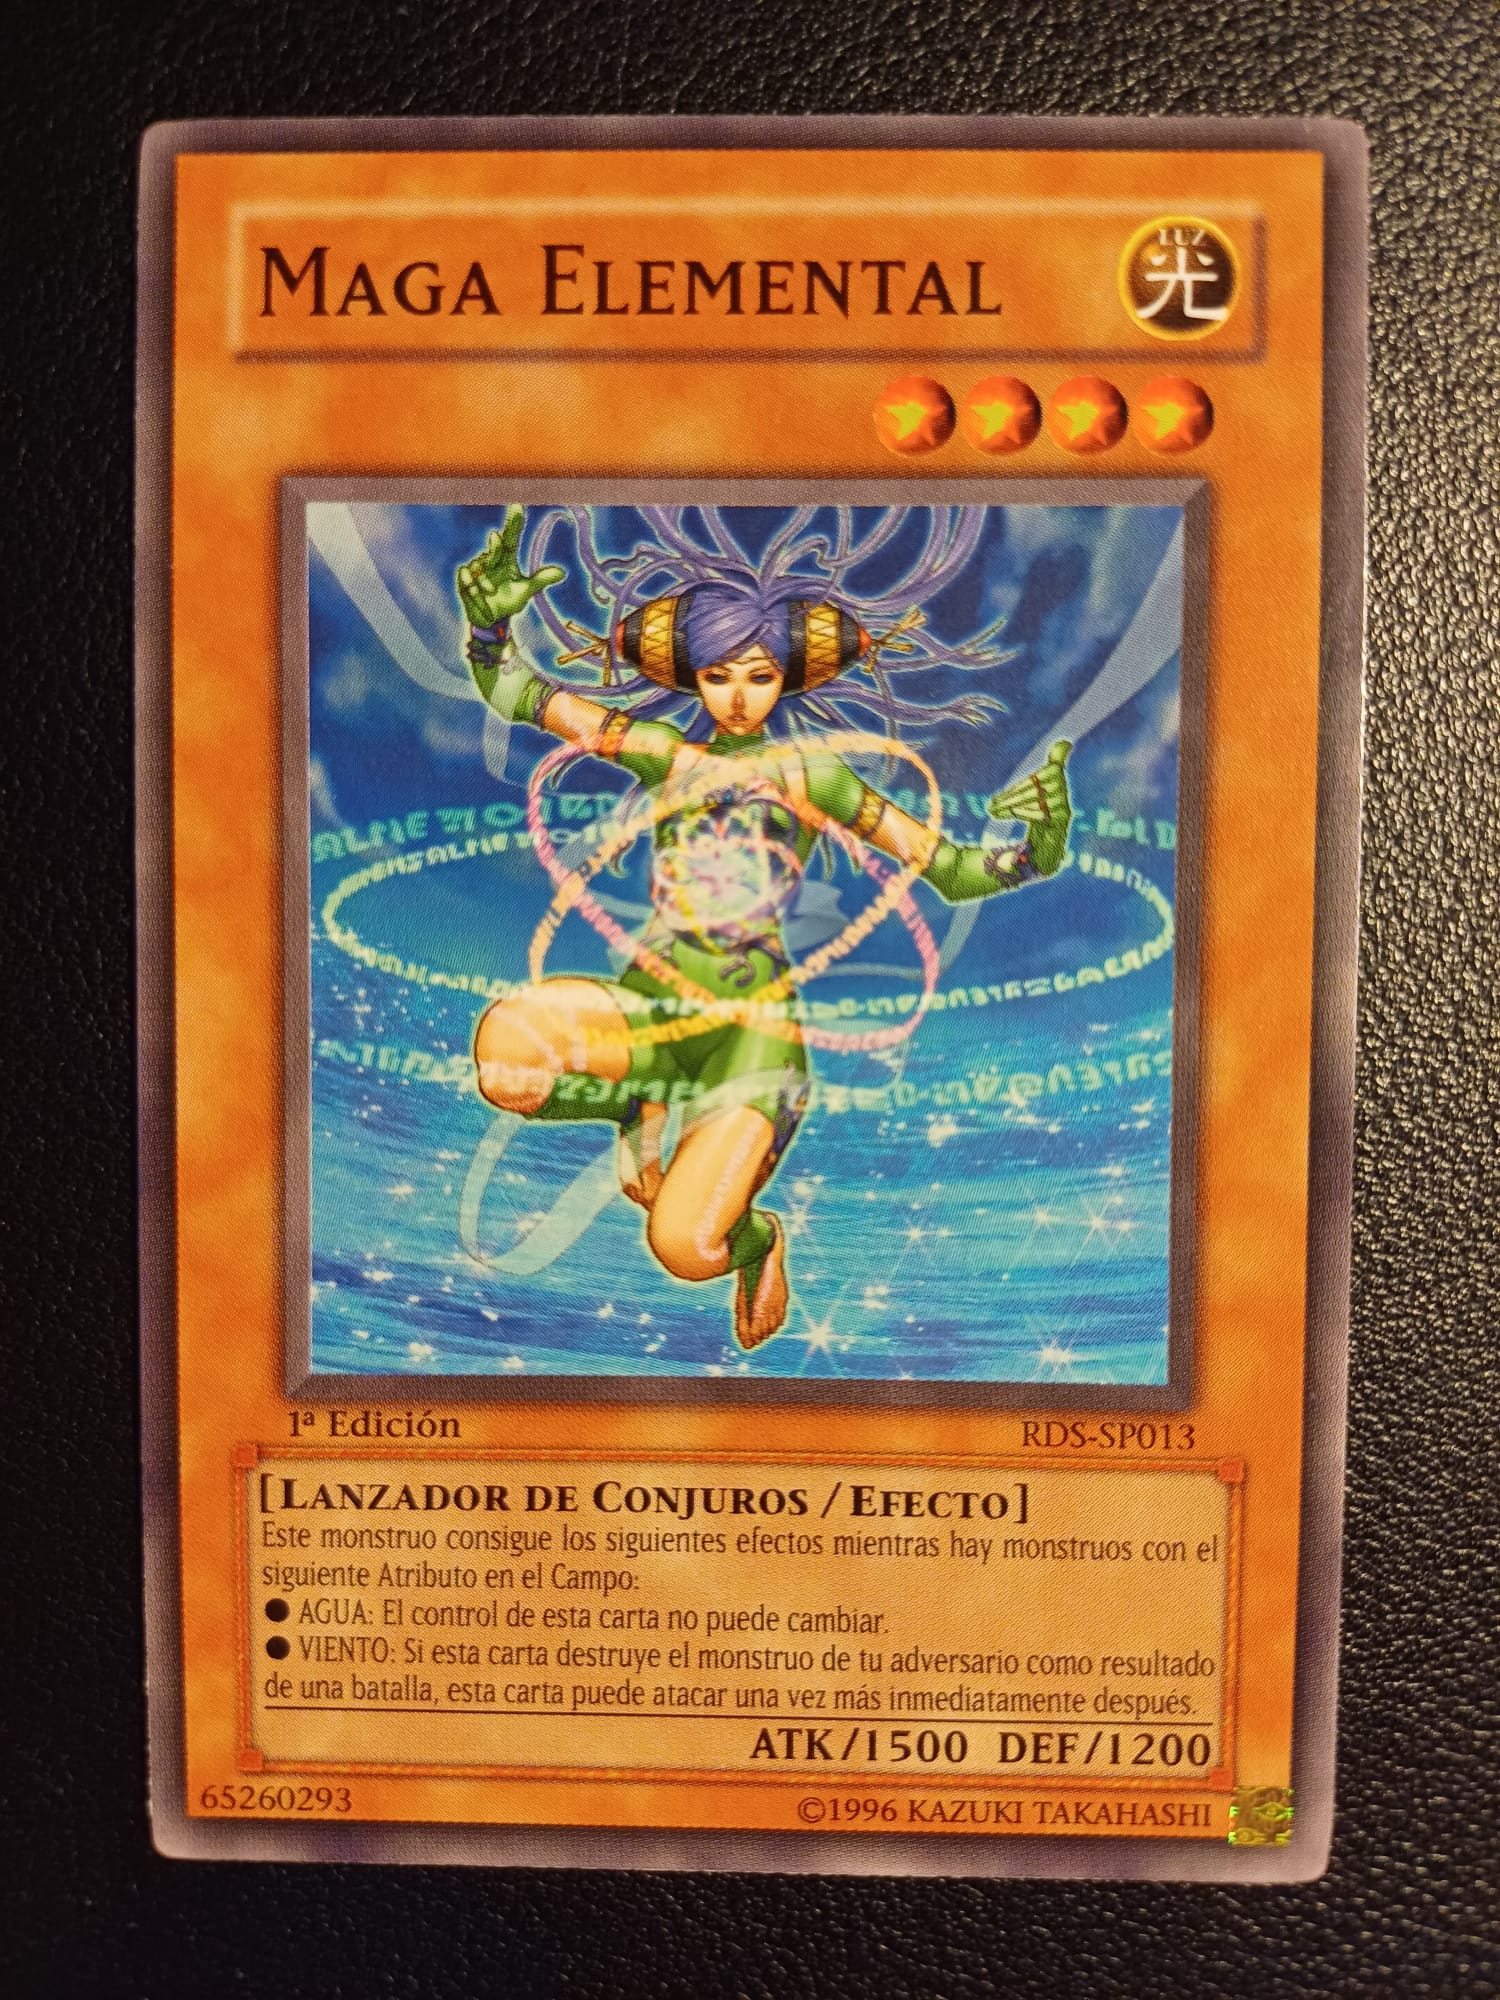 MAGA ELEMENTAL
LUZ
光
1ª Edición
RDS-SP013
[LANZADOR DE CONJUROS / EFECTO]
Este monstruo consigue los siguientes efectos mientras hay monstruos con el
siguiente Atributo en el Campo:
● AGUA: El control de esta carta no puede cambiar.
● VIENTO: Si esta carta destruye el monstruo de tu adversario como resultado
de una batalla, esta carta puede atacar una vez más inmediatamente después.
ATK/1500 DEF/1200
65260293
©1996 KAZUKI TAKAHASHI